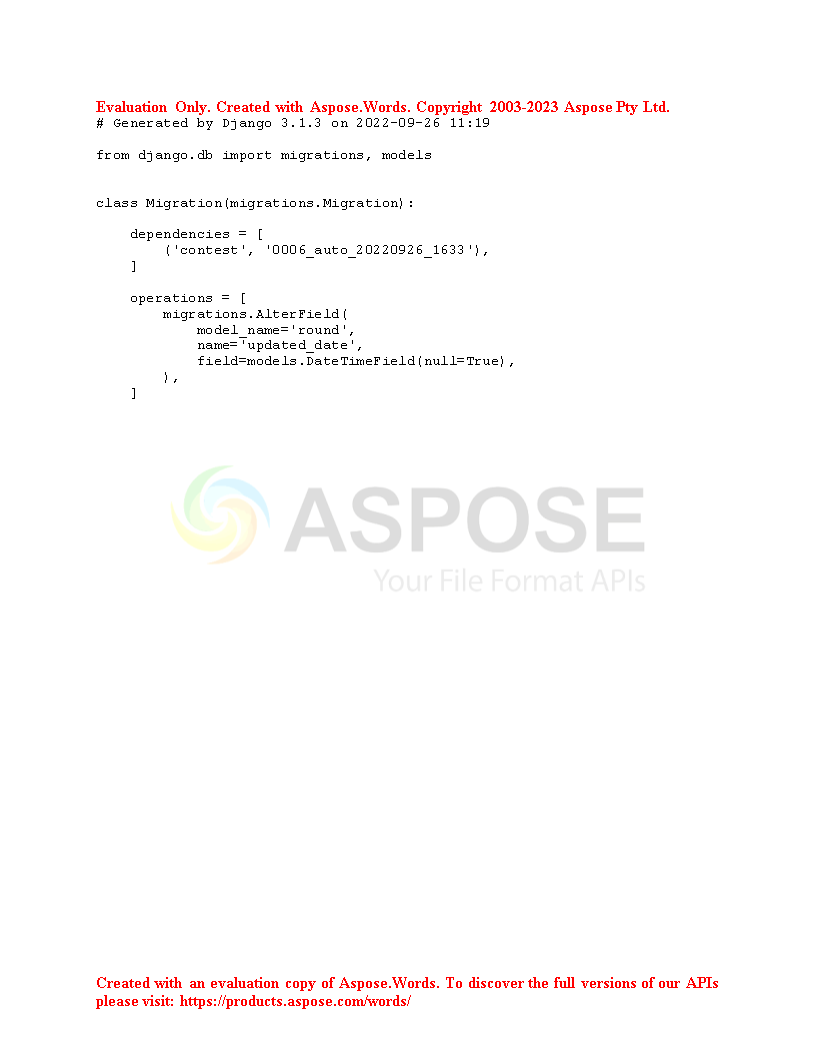 Evaluation Only. Created with Aspose.Words. Copyright 2003-2023 Aspose Pty Ltd.
# Generated by Django 3.1.3 on 2022-09-26 11:19

from django.db import migrations, models


class Migration(migrations.Migration):

    dependencies = [
        ('contest', '0006_auto_20220926_1633'),
    ]

    operations = [
        migrations.AlterField(
            model_name='round',
            name='updated_date',
            field=models.DateTimeField(null=True),
        ),
    ]
ASPOSE
Your File Format APIs
Created with an evaluation copy of Aspose.Words. To discover the full versions of our APIs
please visit: https://products.aspose.com/words/